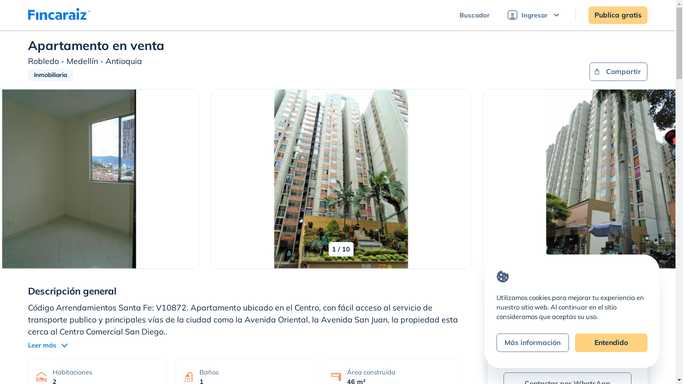 Fincaraiz
Buscador
Ingresar
Publica gratis
Apartamento en venta
Robledo - Medellín - Antioquia
Inmobiliaria
Compartir
1 / 10
Descripción general
Código Arrendamientos Santa Fe: V10872. Apartamento ubicado en el Centro, con fácil acceso al servicio de
transporte publico y principales vías de la ciudad como la Avenida Oriental, la Avenida San Juan, la propiedad esta
cerca al Centro Comercial San Diego..
Leer más
Habitaciones
2
Baños
1
Área construida
46 m²
Utilizamos cookies para mejorar tu experiencia en
nuestro sitio web. Al continuar en el sitio
consideramos que aceptas su uso.
Más información
Entendido
Contactar por WhatsApp